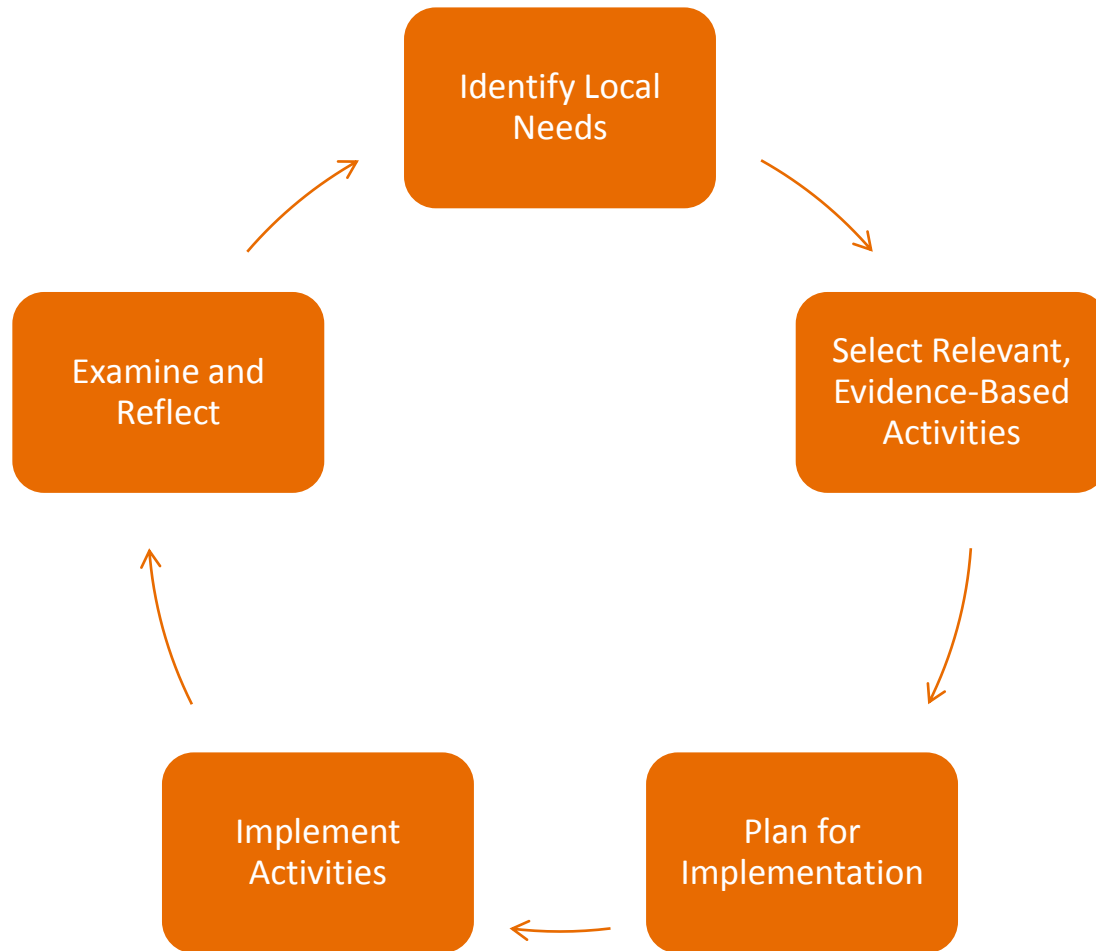 Identify Local
Needs
Select Relevant,
Evidence-Based
Activities
Plan for
Implementation
Implement
Activities
Examine and
Reflect